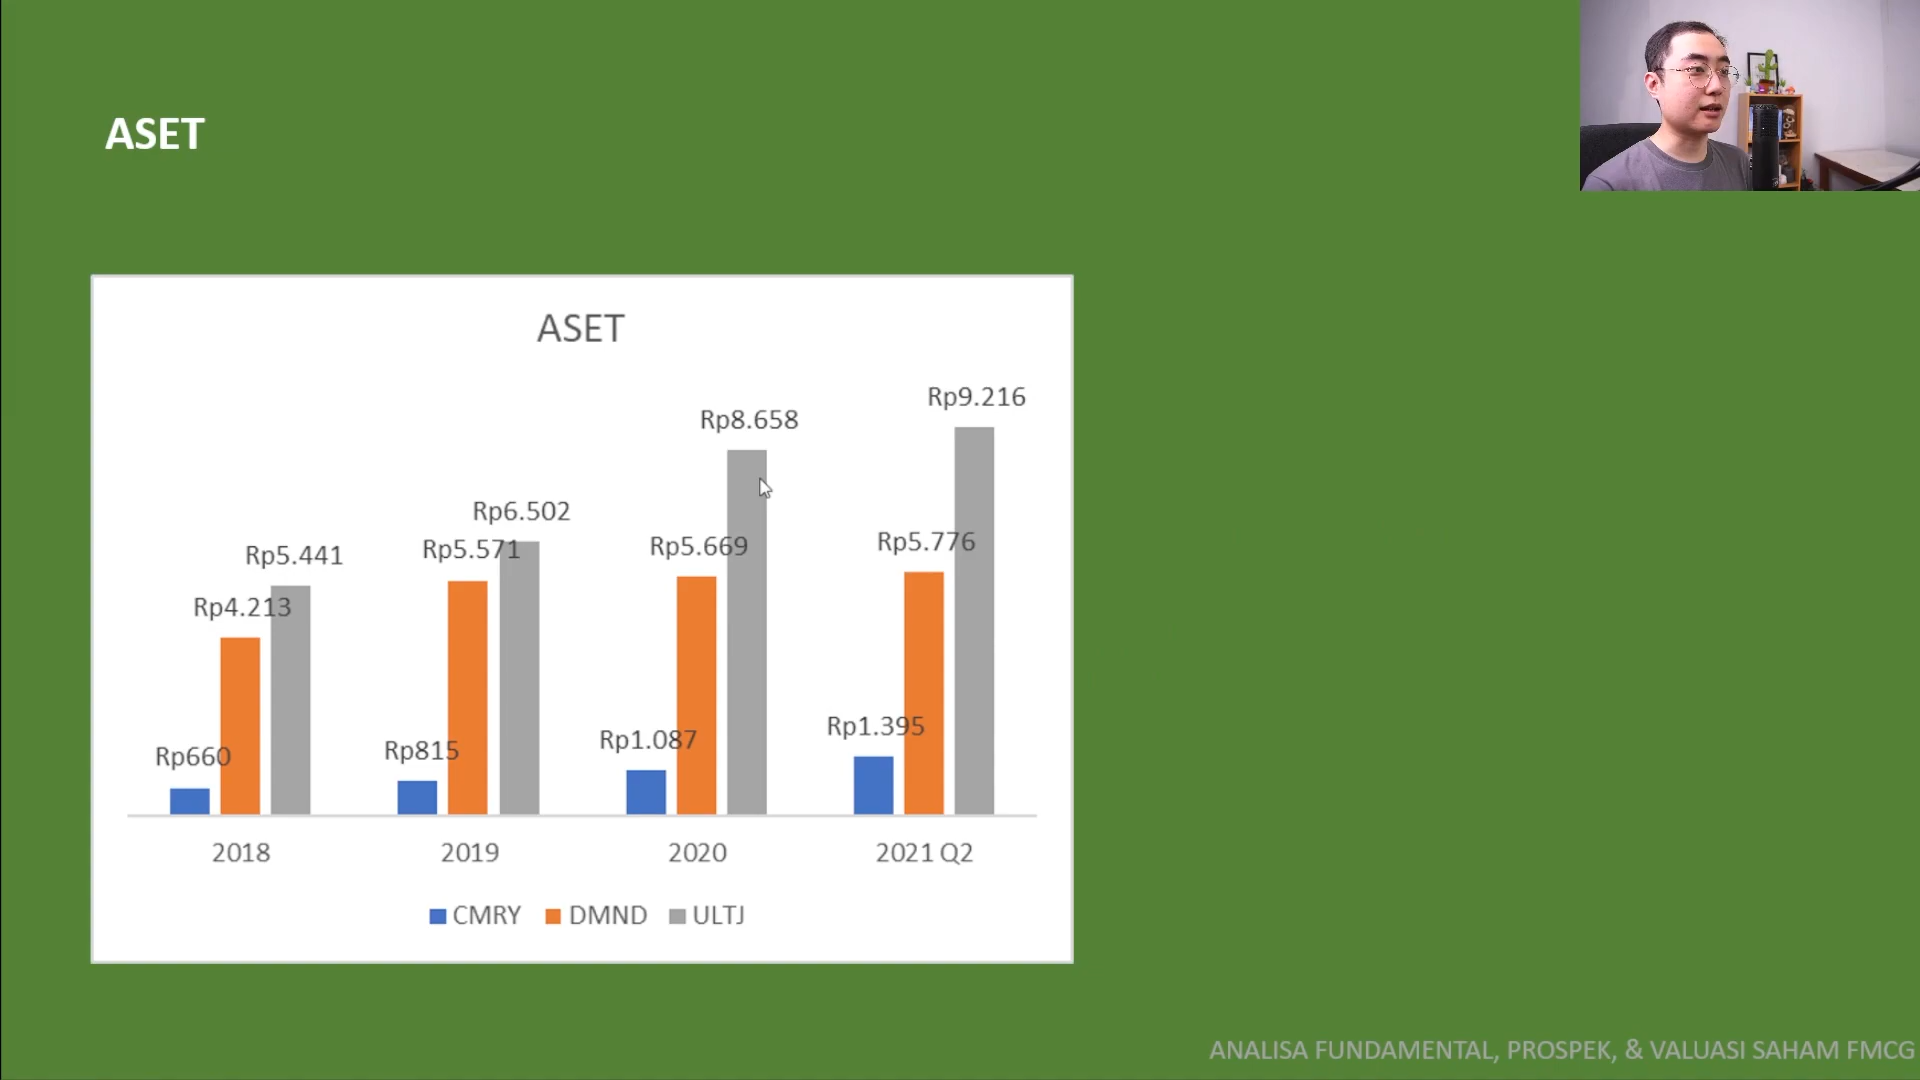 ASET
ASET
Rp9.216
Rp8.658
Rp6.502
Rp5.441
Rp5.571
Rp5.669
Rp5.776
Rp4.213
Rp660
Rp815
Rp1.087
Rp1.395
2018 2019 2020 2021 Q2
CMRY DMND ULTJ
ANALISA FUNDAMENTAL, PROSPEK, & VALUASI SAHAM FMCG